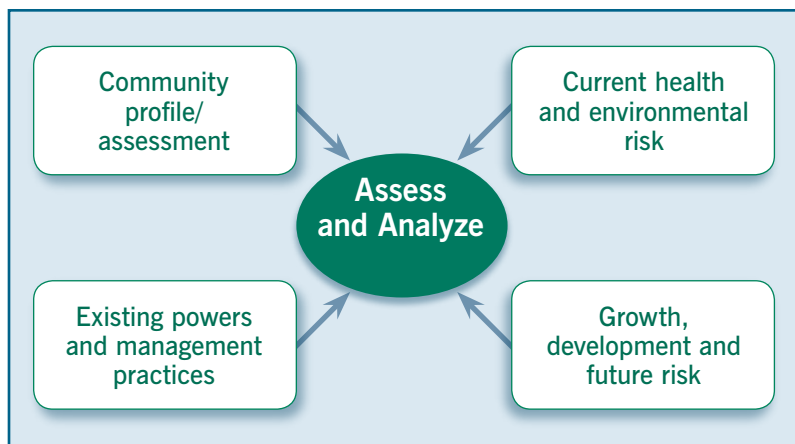 Community
profile/
assessment
Current health
and environmental
risk
Assess
and Analyze
Existing powers
and management
practices
Growth,
development and
future risk